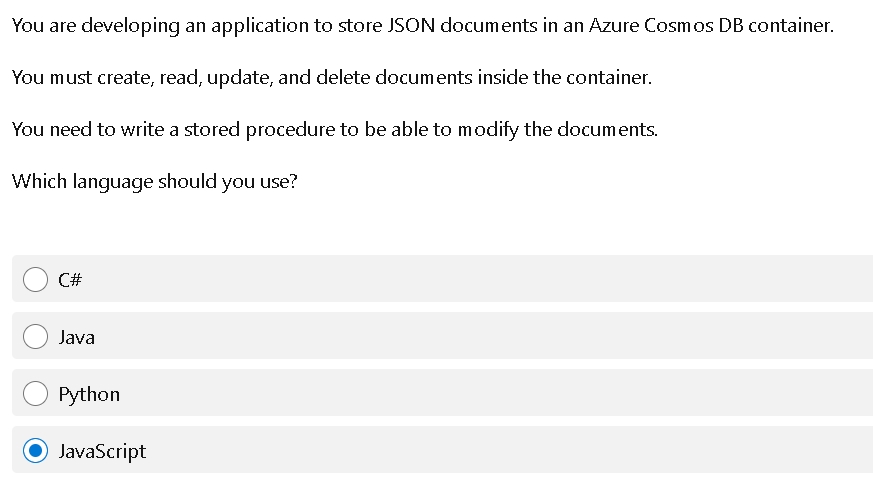 You are developing an application to store JSON documents in an Azure Cosmos DB container.
You must create, read, update, and delete documents inside the container.
You need to write a stored procedure to be able to modify the documents.
Which language should you use?
C#
Java
Python
JavaScript